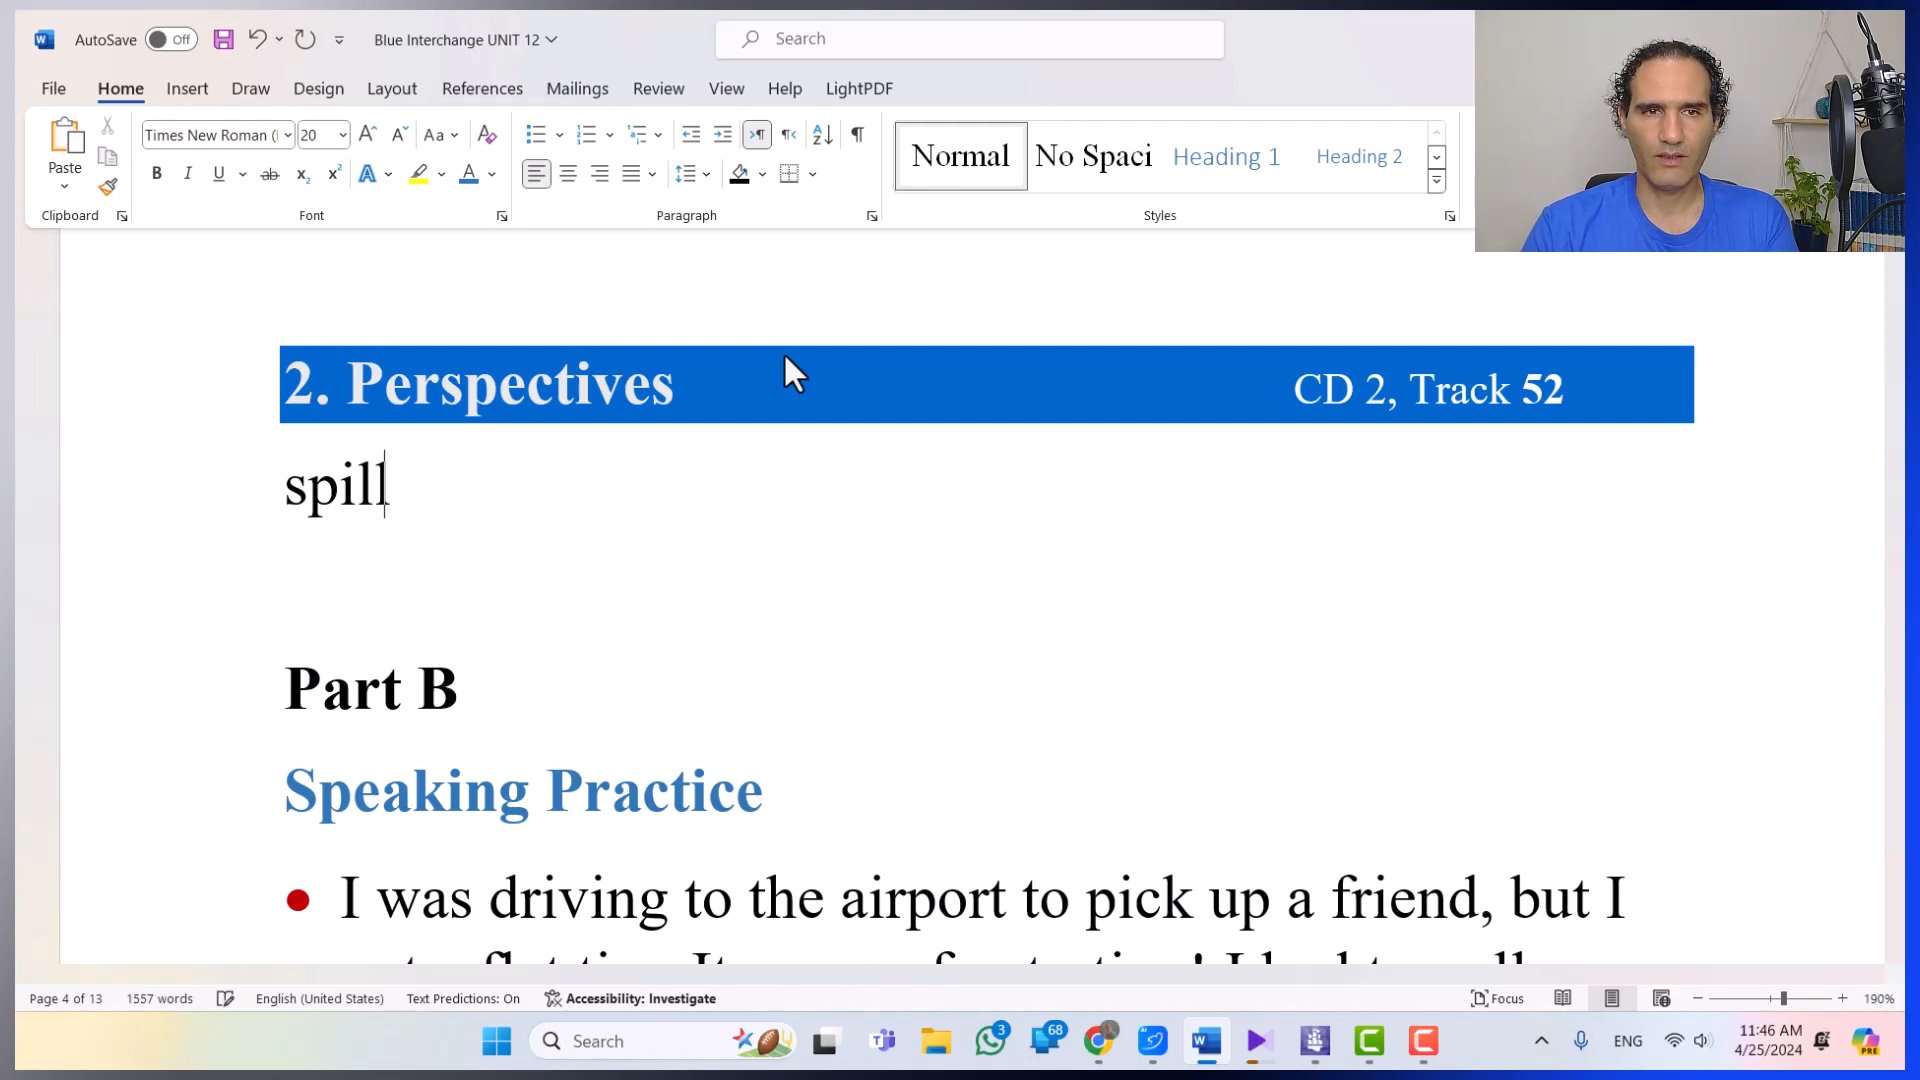 AutoSave Off Blue Interchange UNIT 12 Search
File Home Insert Draw Design Layout References Mailings Review View Help LightPDF
Paste Times New Roman ( 20 Aa
Normal No Spaci Heading 1 Heading 2
Clipboard Font Paragraph Styles
2. Perspectives CD 2, Track 52
spill
Part B
Speaking Practice
I was driving to the airport to pick up a friend, but I
Page 4 of 13 1557 words English (United States) Text Predictions: On Accessibility: Investigate Focus 190%
Search 3 68 ENG 11:46 AM
4/25/2024